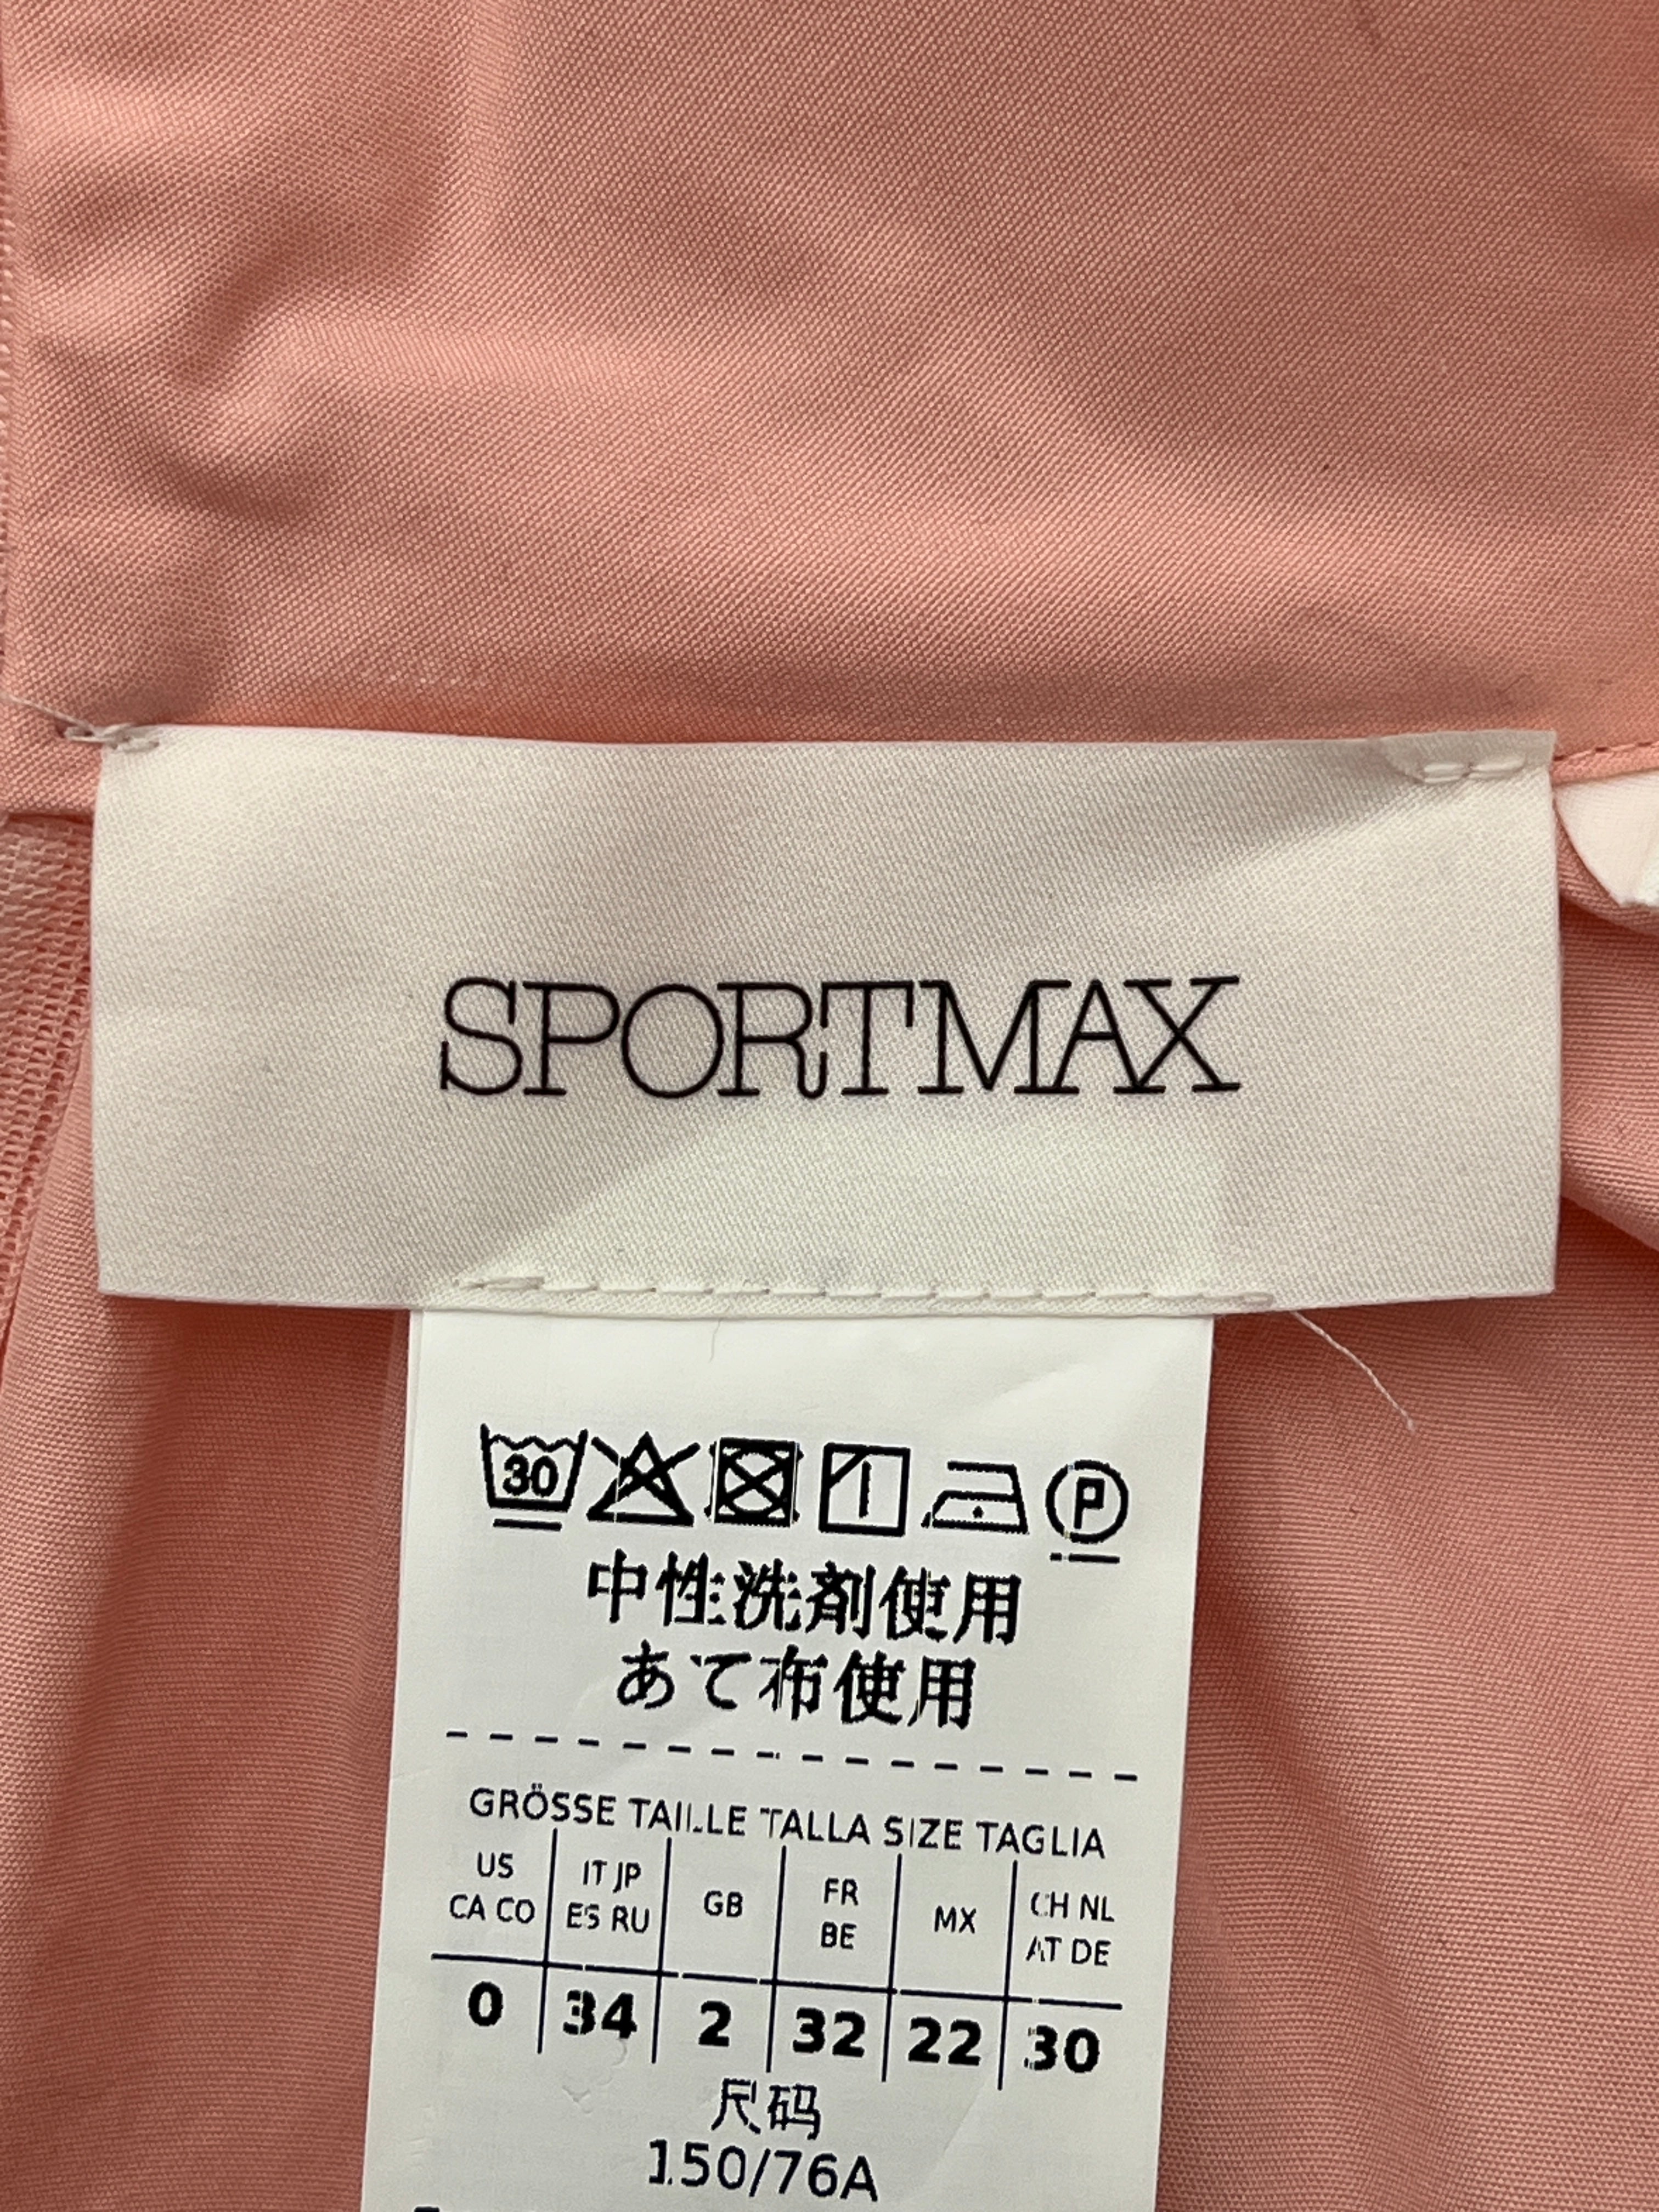 SPORTMAX
30 P
中性洗剤使用
あて布使用
GRÖSSE TAILLE TALLA SIZE TAGLIA
US CA CO | IT JP ES RU | GB | FR BE | MX | CH NL AT DE
0 | 34 | 2 | 32 | 22 | 30
尺码
150/76A